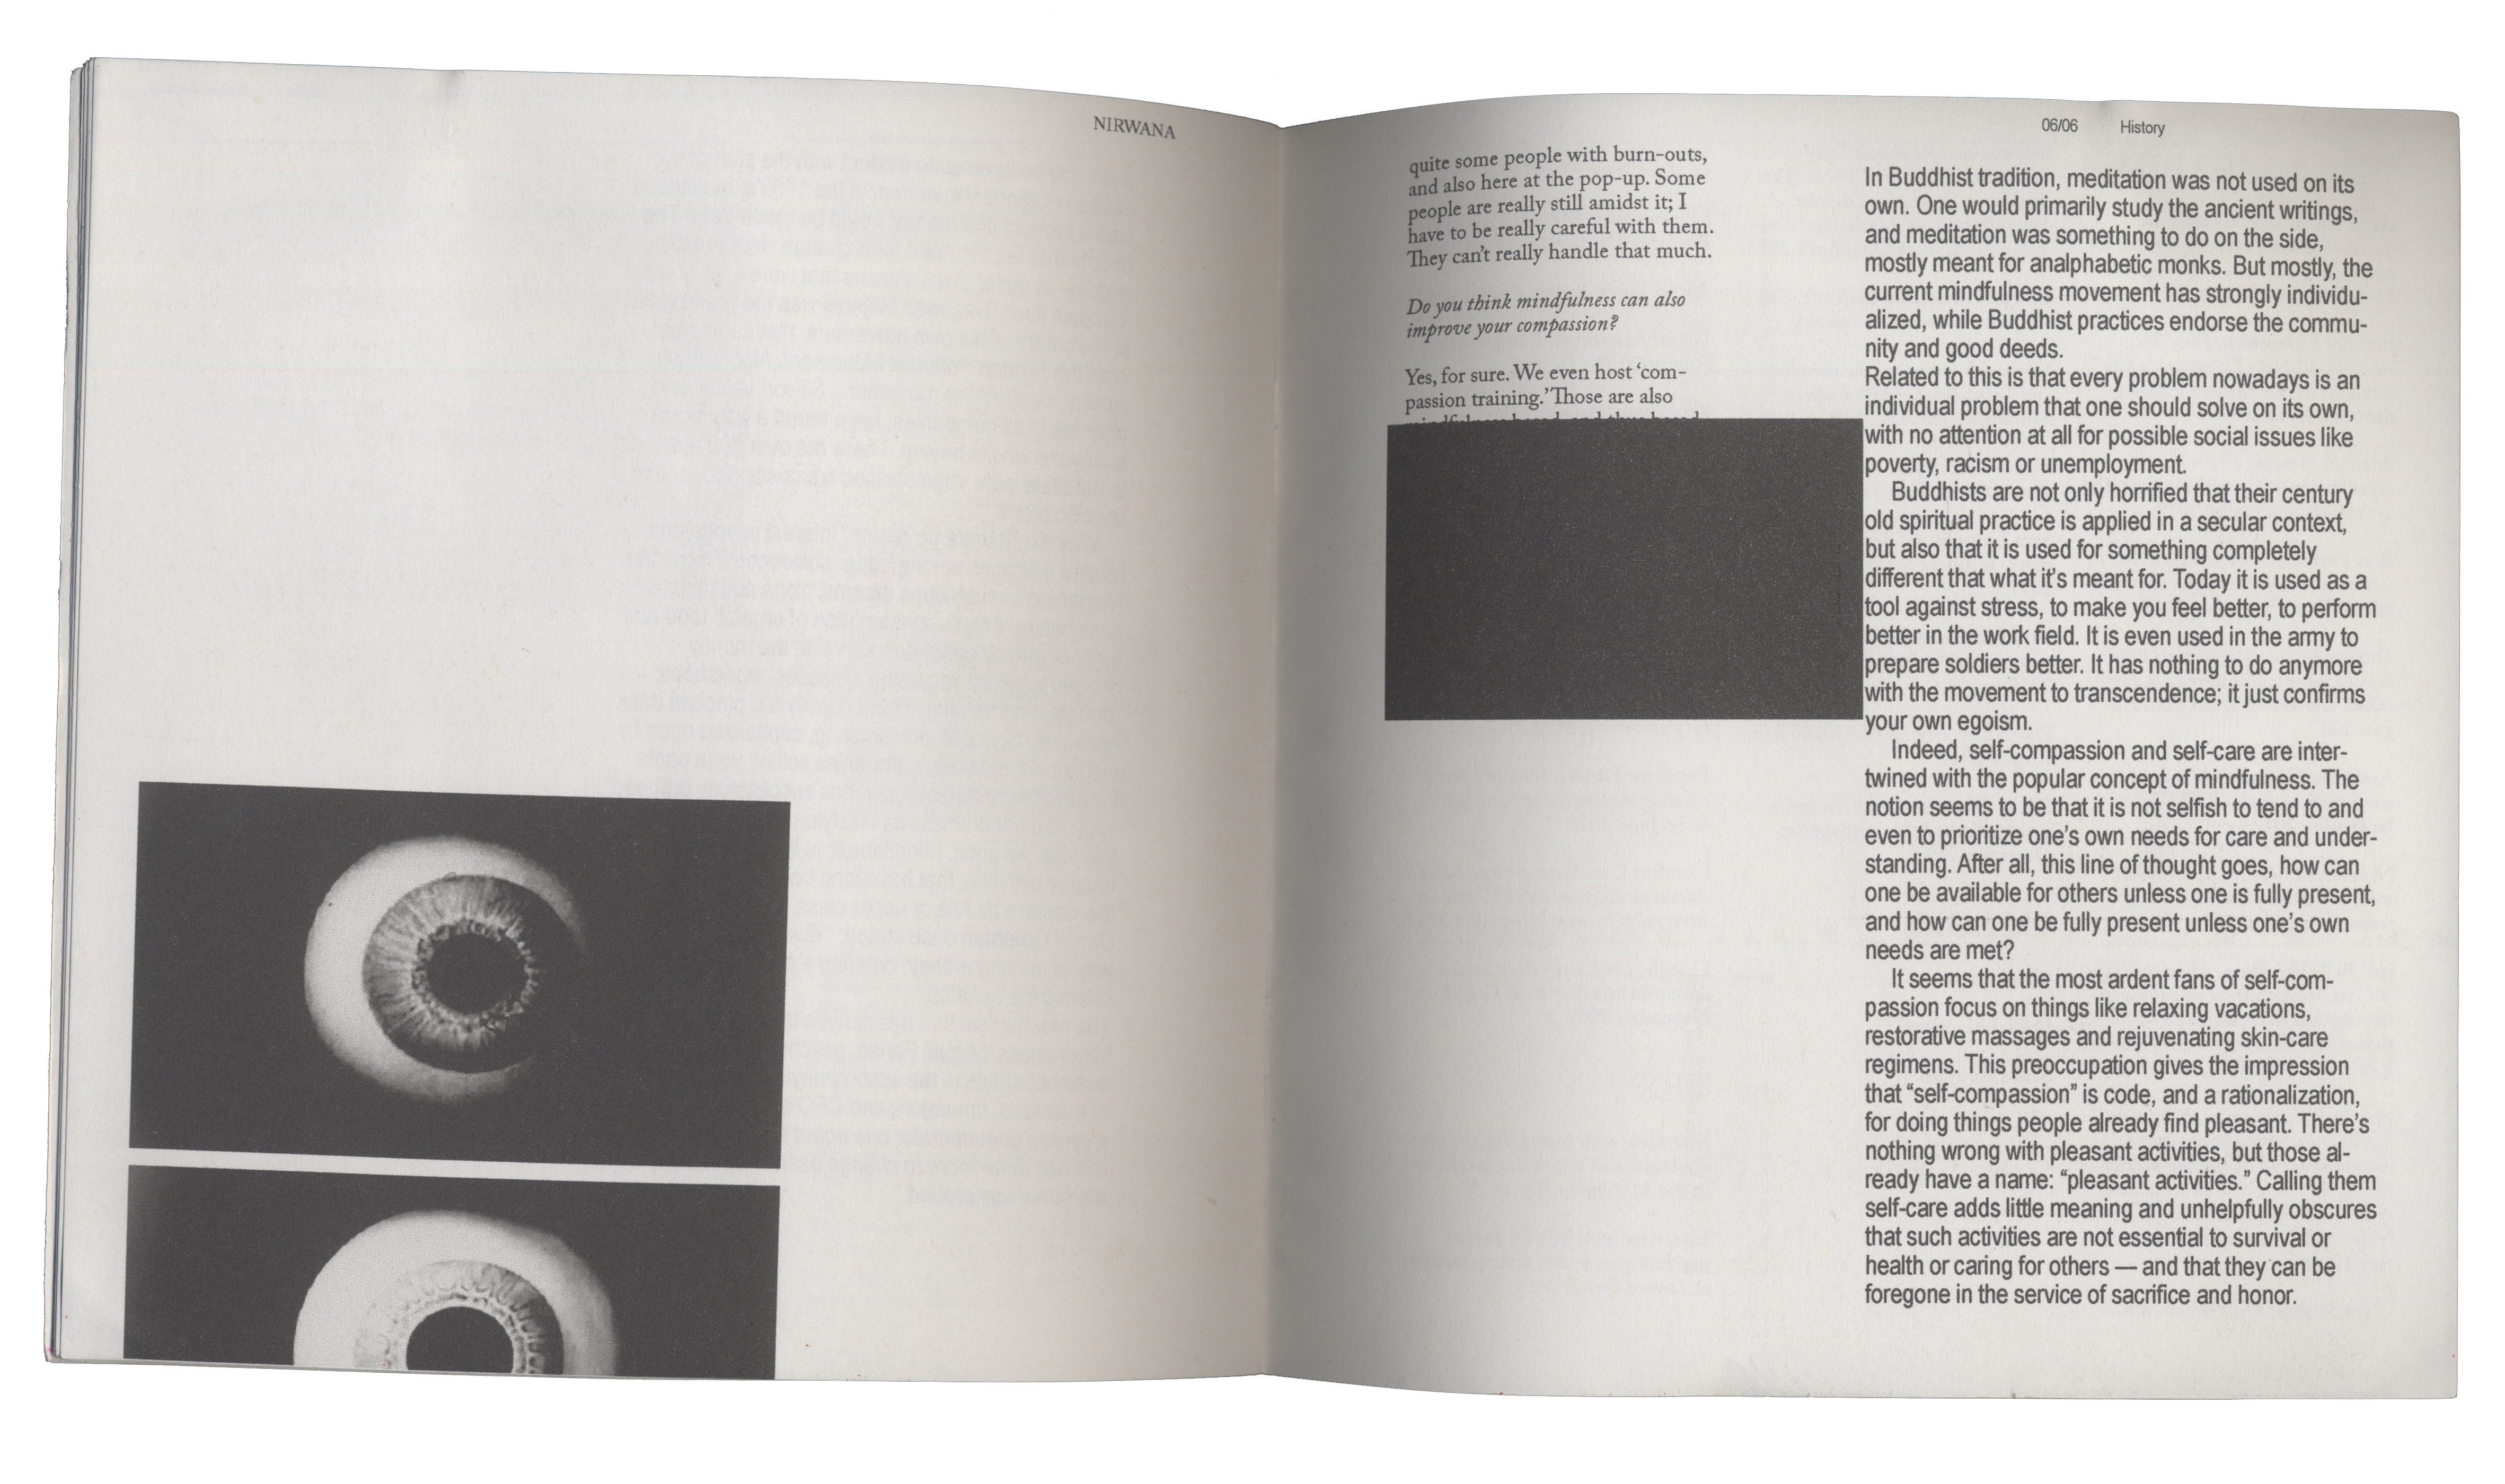 NIRWANA
06/06 History
quite some people with burn-outs,
and also here at the pop-up. Some
people are really still amidst it; I
have to be really careful with them.
They can't really handle that much.
Do you think mindfulness can also
improve your compassion?
Yes, for sure. We even host ‘com-
passion training.’ Those are also
In Buddhist tradition, meditation was not used on its
own. One would primarily study the ancient writings,
and meditation was something to do on the side,
mostly meant for analphabetic monks. But mostly, the
current mindfulness movement has strongly individu-
alized, while Buddhist practices endorse the commu-
nity and good deeds.
Related to this is that every problem nowadays is an
individual problem that one should solve on its own,
with no attention at all for possible social issues like
poverty, racism or unemployment.
Buddhists are not only horrified that their century
old spiritual practice is applied in a secular context,
but also that it is used for something completely
different that what it's meant for. Today it is used as a
tool against stress, to make you feel better, to perform
better in the work field. It is even used in the army to
prepare soldiers better. It has nothing to do anymore
with the movement to transcendence; it just confirms
your own egoism.
Indeed, self-compassion and self-care are inter-
twined with the popular concept of mindfulness. The
notion seems to be that it is not selfish to tend to and
even to prioritize one's own needs for care and under-
standing. After all, this line of thought goes, how can
one be available for others unless one is fully present,
and how can one be fully present unless one's own
needs are met?
It seems that the most ardent fans of self-com-
passion focus on things like relaxing vacations,
restorative massages and rejuvenating skin-care
regimens. This preoccupation gives the impression
that “self-compassion” is code, and a rationalization,
for doing things people already find pleasant. There's
nothing wrong with pleasant activities, but those al-
ready have a name: “pleasant activities.” Calling them
self-care adds little meaning and unhelpfully obscures
that such activities are not essential to survival or
health or caring for others — and that they can be
foregone in the service of sacrifice and honor.